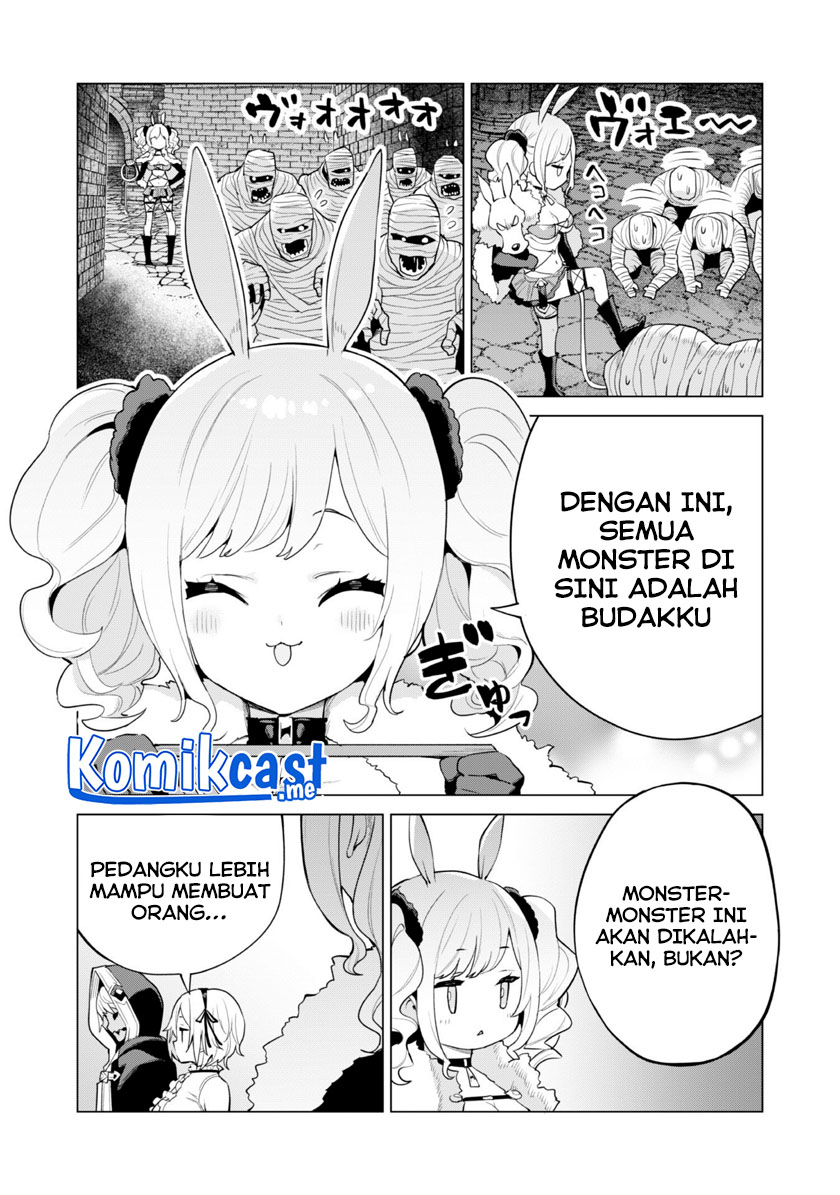 ヴォオオオオ
ヴォエ〜〜
ヘコヘコ
DENGAN INI,
SEMUA
MONSTER DI
SINI ADALAH
BUDAKKU
ぎゅっ
Komikcast
.me
PEDANGKU LEBIH
MAMPU MEMBUAT
ORANG...
MONSTER-
MONSTER INI
AKAN DIKALAH-
KAN, BUKAN?